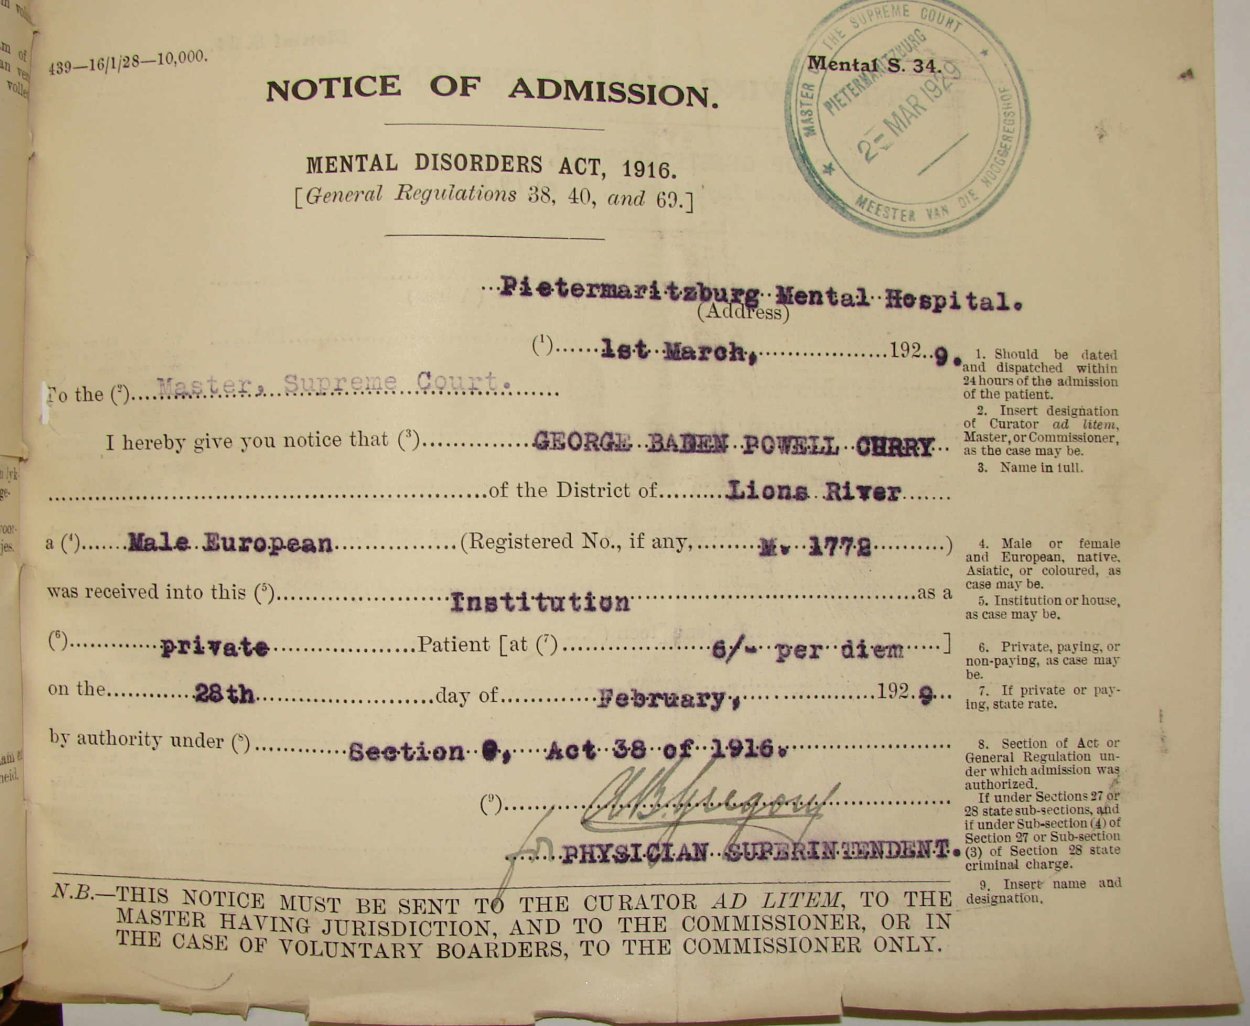 439—16/1/28—10,000.
Mental S. 34.
MASTER OF THE SUPREME COURT
PIETERMARITZBURG
2- MAR 1929
MEESTER VAN DIE HOOGGEREGSHOF
NOTICE OF ADMISSION.
MENTAL DISORDERS ACT, 1916.
[General Regulations 38, 40, and 69.]
Pietermaritzburg Mental Hospital.
(Address)
(1)......1st March,..................192..9.
To the (2)....Master, Supreme Court.
I hereby give you notice that (3)..............GEORGE BADEN POWELL CURRY
..................of the District of.........Lions River.......
a (4)......Male European................(Registered No., if any,.........M. 1772..........)
was received into this (5)....................Institution..............................as a
(6)............private..................Patient [at (7)....................6/- per diem.....]
on the............28th......................day of............February,..................192.9
by authority under (8)............Section 9, Act 38 of 1916.
(9)..........Gregory
for PHYSICIAN SUPERINTENDENT.
N.B.—THIS NOTICE MUST BE SENT TO THE CURATOR AD LITEM, TO THE
MASTER HAVING JURISDICTION, AND TO THE COMMISSIONER, OR IN
THE CASE OF VOLUNTARY BOARDERS, TO THE COMMISSIONER ONLY.
1. Should be dated
and dispatched within
24 hours of the admission
of the patient.
2. Insert designation
of Curator ad litem,
Master, or Commissioner,
as the case may be.
3. Name in full.
4. Male or female
and European, native,
Asiatic, or coloured, as
case may be.
5. Institution or house,
as case may be.
6. Private, paying, or
non-paying, as case may
be.
7. If private or pay-
ing, state rate.
8. Section of Act or
General Regulation un-
der which admission was
authorized.
If under Sections 27 or
28 state sub-sections, and
if under Sub-section (4) of
Section 27 or Sub-section
(3) of Section 28 state
criminal charge.
9. Insert name and
designation.